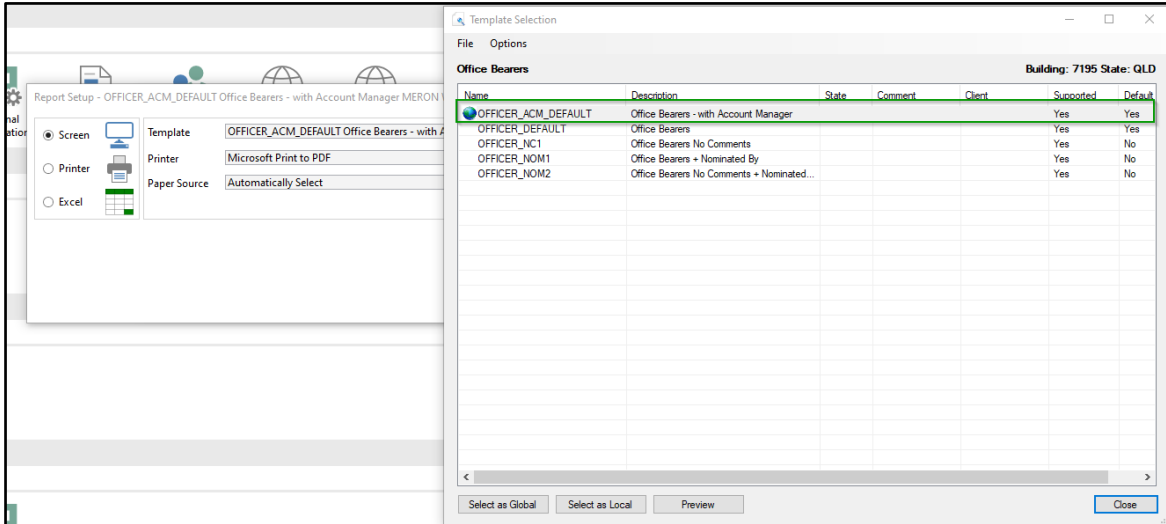 Template Selection
File Options
Office Bearers
Building: 7195 State: QLD
Name Description State Comment Client Supported Default
OFFICER_ACM_DEFAULT Office Bearers - with Account Manager Yes Yes
OFFICER_DEFAULT Office Bearers Yes Yes
OFFICER_NC1 Office Bearers No Comments Yes No
OFFICER_NOM1 Office Bearers + Nominated By Yes No
OFFICER_NOM2 Office Bearers No Comments + Nominated... Yes No
Select as Global Select as Local Preview Close
Report Setup - OFFICER_ACM_DEFAULT Office Bearers - with Account Manager MERON
Screen
Printer
Excel
Template OFFICER_ACM_DEFAULT Office Bearers - with A
Printer Microsoft Print to PDF
Paper Source Automatically Select